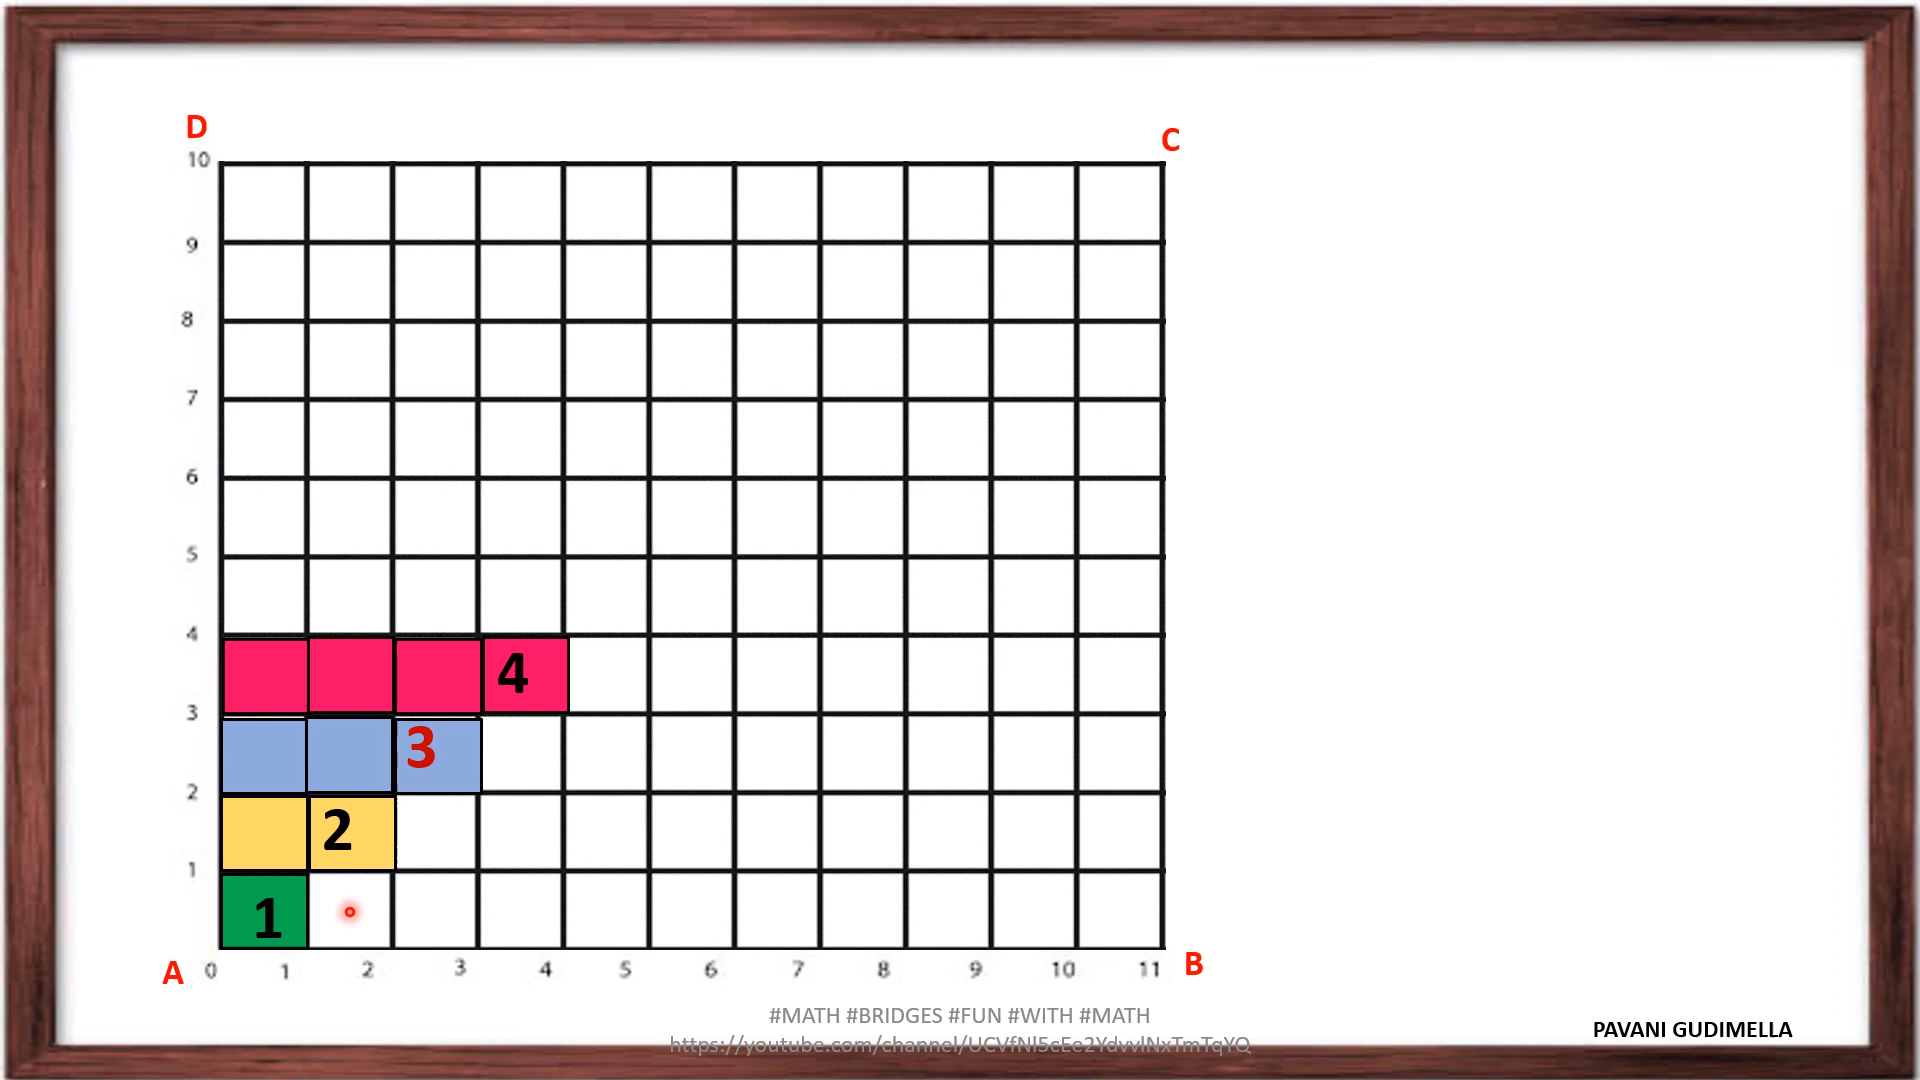 D
C
10
9
8
7
6
5
4
4
3
3
2
2
1
1
A 0 1 2 3 4 5 6 7 8 9 10 11 B
#MATH #BRIDGES #FUN #WITH #MATH
PAVANI GUDIMELLA